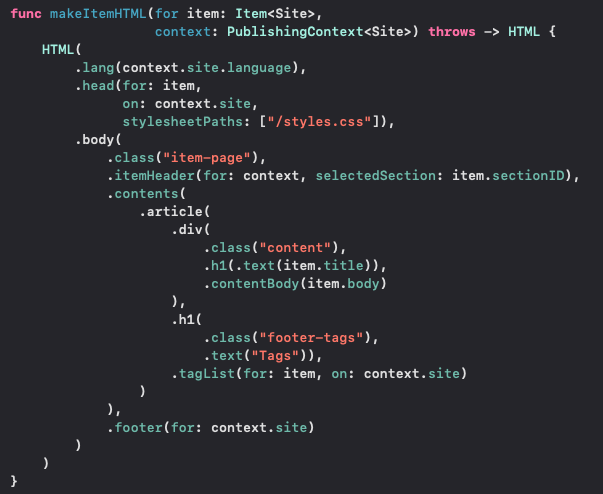 func makeItemHTML(for item: Item<Site>,
                  context: PublishingContext<Site>) throws -> HTML {
    HTML(
        .lang(context.site.language),
        .head(for: item,
              on: context.site,
              stylesheetPaths: ["/styles.css"]),
        .body(
            .class("item-page"),
            .itemHeader(for: context, selectedSection: item.sectionID),
            .contents(
                .article(
                    .div(
                        .class("content"),
                        .h1(.text(item.title)),
                        .contentBody(item.body)
                    ),
                    .h1(
                        .class("footer-tags"),
                        .text("Tags")),
                    .tagList(for: item, on: context.site)
                )
            ),
            .footer(for: context.site)
        )
    )
}